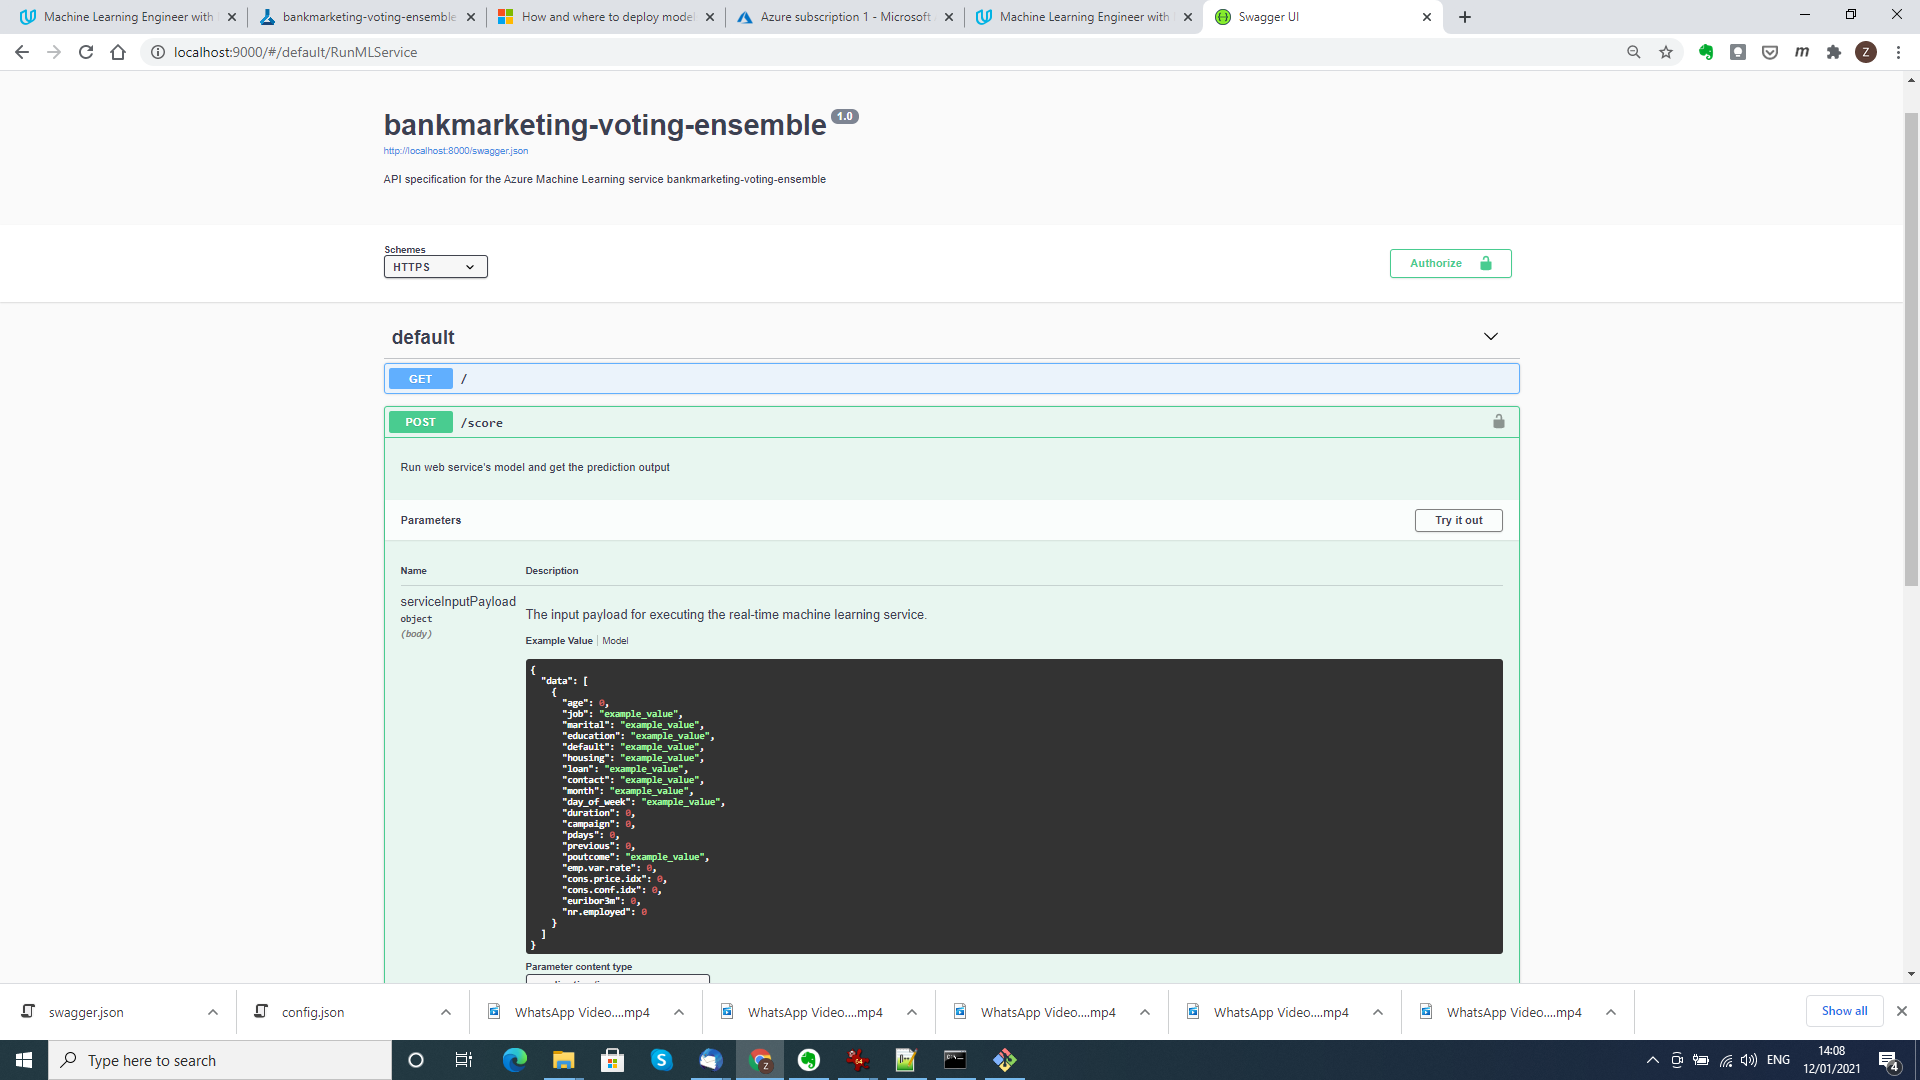 Machine Learning Engineer with
bankmarketing-voting-ensemble
How and where to deploy model
Azure subscription 1 - Microsoft
Machine Learning Engineer with
Swagger UI
localhost:9000/#/default/RunMLService
Z
bankmarketing-voting-ensemble 1.0
http://localhost:8000/swagger.json
API specification for the Azure Machine Learning service bankmarketing-voting-ensemble
Schemes
HTTPS
Authorize
default
GET /
POST /score
Run web service's model and get the prediction output
Parameters
Try it out
Name Description
serviceInputPayload
object
(body)
The input payload for executing the real-time machine learning service.
Example Value Model
{
"data": [
{
"age": 0,
"job": "example_value",
"marital": "example_value",
"education": "example_value",
"default": "example_value",
"housing": "example_value",
"loan": "example_value",
"contact": "example_value",
"month": "example_value",
"day_of_week": "example_value",
"duration": 0,
"campaign": 0,
"pdays": 0,
"previous": 0,
"poutcome": "example_value",
"emp.var.rate": 0,
"cons.price.idx": 0,
"cons.conf.idx": 0,
"euribor3m": 0,
"nr.employed": 0
}
]
}
Parameter content type
swagger.json
config.json
WhatsApp Video....mp4
WhatsApp Video....mp4
WhatsApp Video....mp4
WhatsApp Video....mp4
WhatsApp Video....mp4
Show all
Type here to search
ENG
14:08
12/01/2021
4